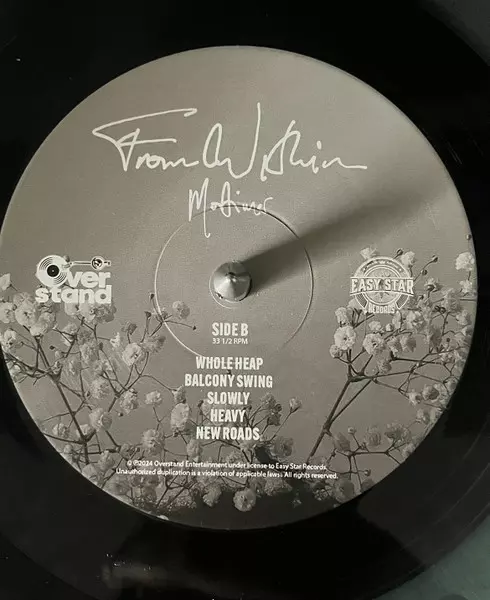 From Within
Mortimer
Over
stand
EASY STAR
RECORDS
SIDE B
33 1/2 RPM
WHOLE HEAP
BALCONY SWING
SLOWLY
HEAVY
NEW ROADS
© ℗2024 Overstand Entertainment under license to Easy Star Records.
Unauthorized duplication is a violation of applicable laws. All rights reserved.